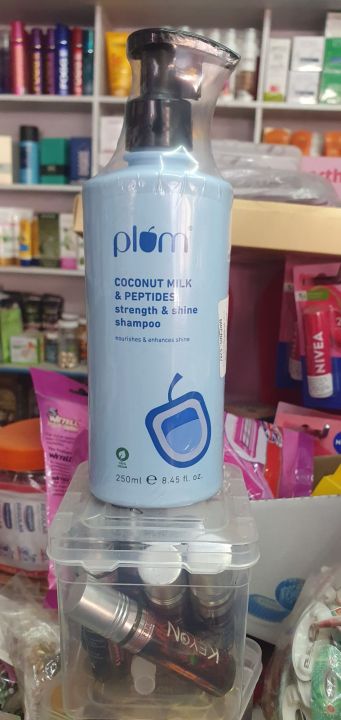 plum
COCONUT MILK
& PEPTIDES
strength & shine
shampoo
nourishes & enhances shine
250ml e 8.45 fl. oz.
NIVEA
KEYON